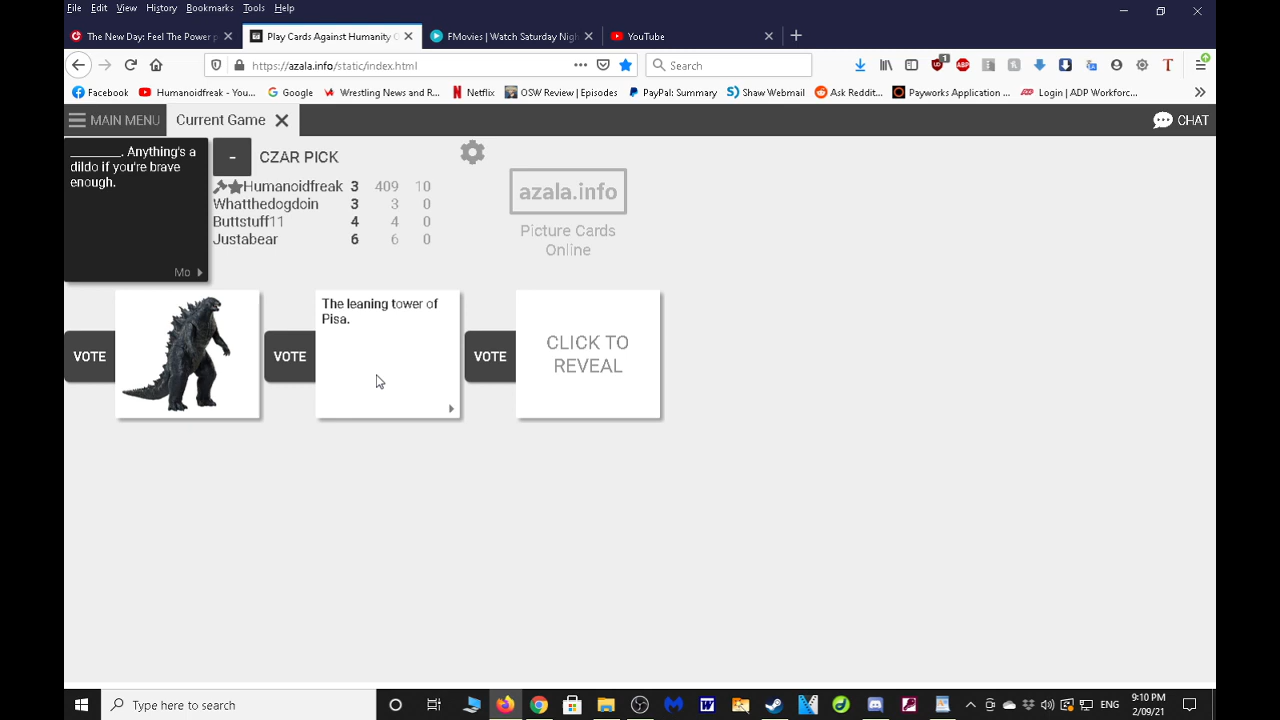 File Edit View History Bookmarks Tools Help
The New Day: Feel The Power p
Play Cards Against Humanity O
FMovies | Watch Saturday Nigh
YouTube
https://azala.info/static/index.html
Search
Facebook
Humanoidfreak - You...
Google
Wrestling News and R...
Netflix
OSW Review | Episodes
PayPal: Summary
Shaw Webmail
Ask Reddit...
Payworks Application ...
Login | ADP Workforc...
MAIN MENU
Current Game
CHAT
________. Anything's a
dildo if you're brave
enough.
Mo
-
CZAR PICK
Humanoidfreak 3 409 10
Whatthedogdoin 3 3 0
Buttstuff11 4 4 0
Justabear 6 6 0
azala.info
Picture Cards
Online
VOTE
VOTE
The leaning tower of
Pisa.
VOTE
CLICK TO
REVEAL
Type here to search
ENG
9:10 PM
2/09/21